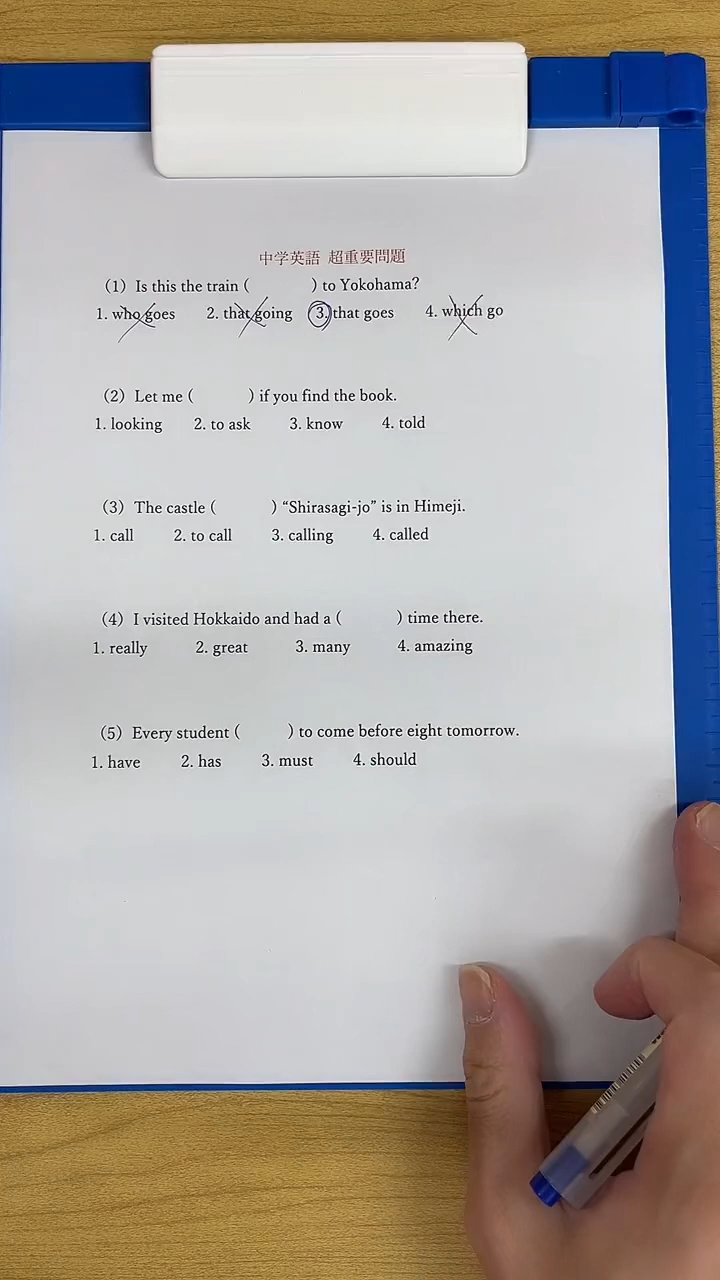 中学英語 超重要問題
(1) Is this the train ( ) to Yokohama?
1. who goes 2. that going 3. that goes 4. which go
(2) Let me ( ) if you find the book.
1. looking 2. to ask 3. know 4. told
(3) The castle ( ) “Shirasagi-jo” is in Himeji.
1. call 2. to call 3. calling 4. called
(4) I visited Hokkaido and had a ( ) time there.
1. really 2. great 3. many 4. amazing
(5) Every student ( ) to come before eight tomorrow.
1. have 2. has 3. must 4. should